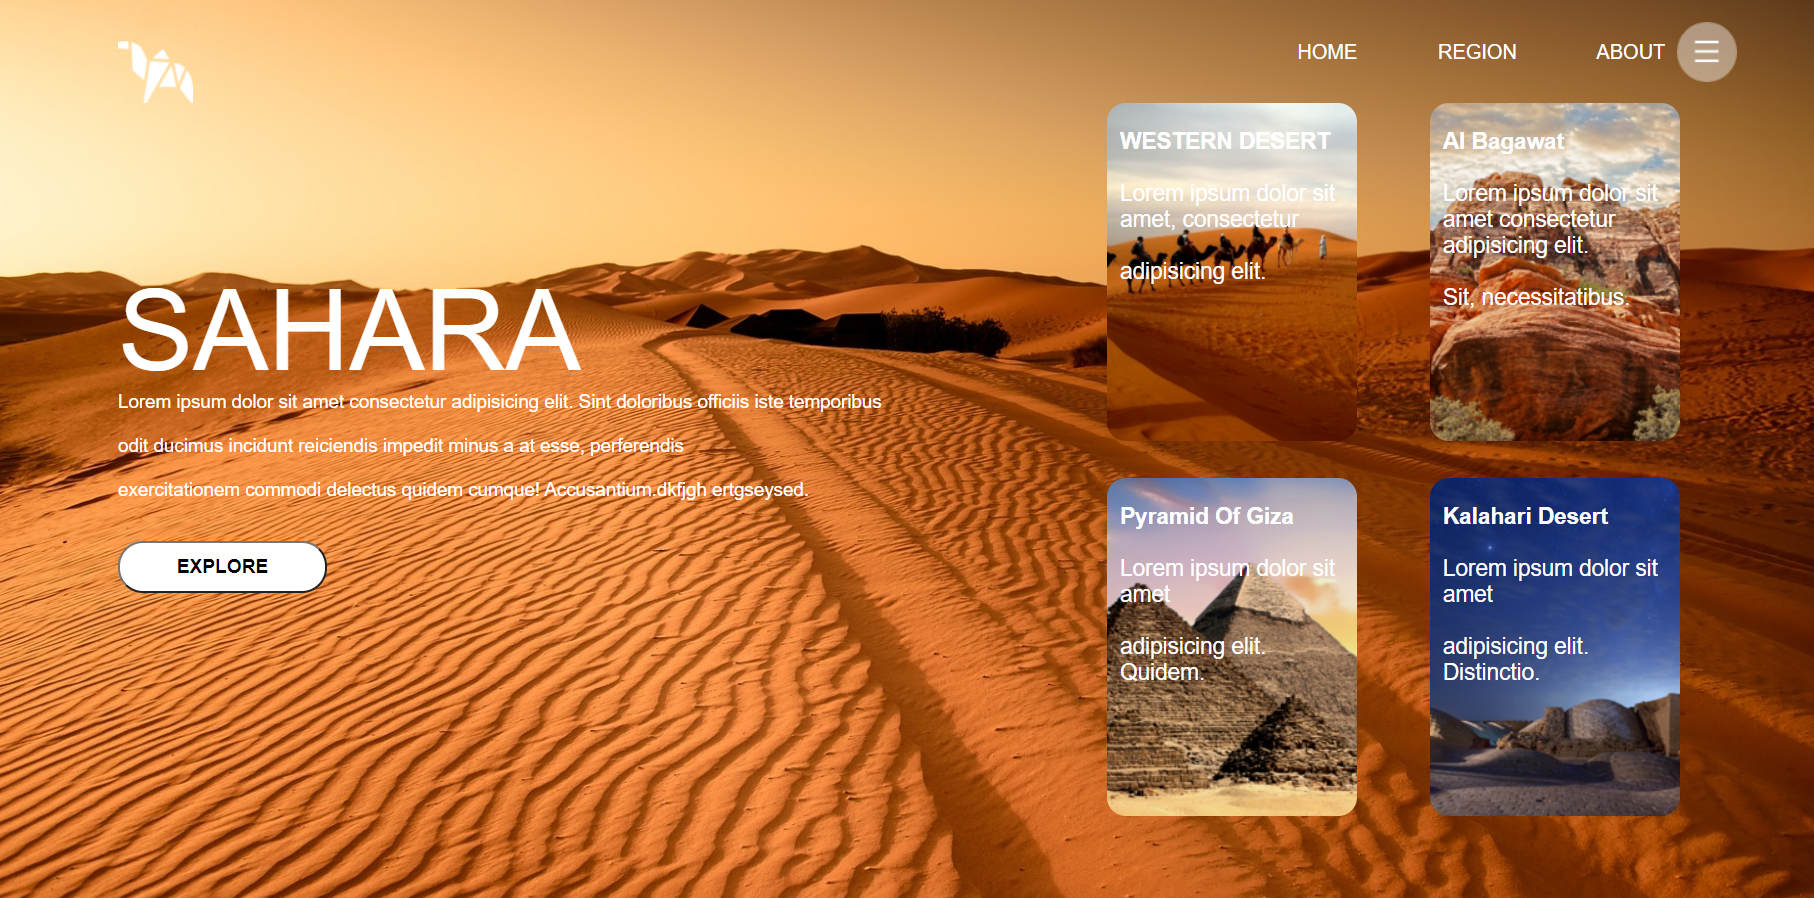 HOME REGION ABOUT
SAHARA
Lorem ipsum dolor sit amet consectetur adipisicing elit. Sint doloribus officiis iste temporibus
odit ducimus incidunt reiciendis impedit minus a at esse, perferendis
exercitationem commodi delectus quidem cumque! Accusantium.dkfjgh ertgseysed.
EXPLORE
WESTERN DESERT
Lorem ipsum dolor sit
amet, consectetur
adipisicing elit.
Al Bagawat
Lorem ipsum dolor sit
amet consectetur
adipisicing elit.
Sit, necessitatibus.
Pyramid Of Giza
Lorem ipsum dolor sit
amet
adipisicing elit.
Quidem.
Kalahari Desert
Lorem ipsum dolor sit
amet
adipisicing elit.
Distinctio.